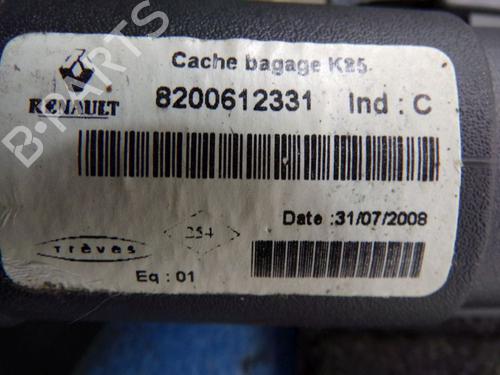 B-PARTS
Cache bagage K25
RENAULT
8200612331 Ind : C
Date :31/07/2008
Trèves
254
Eq : 01